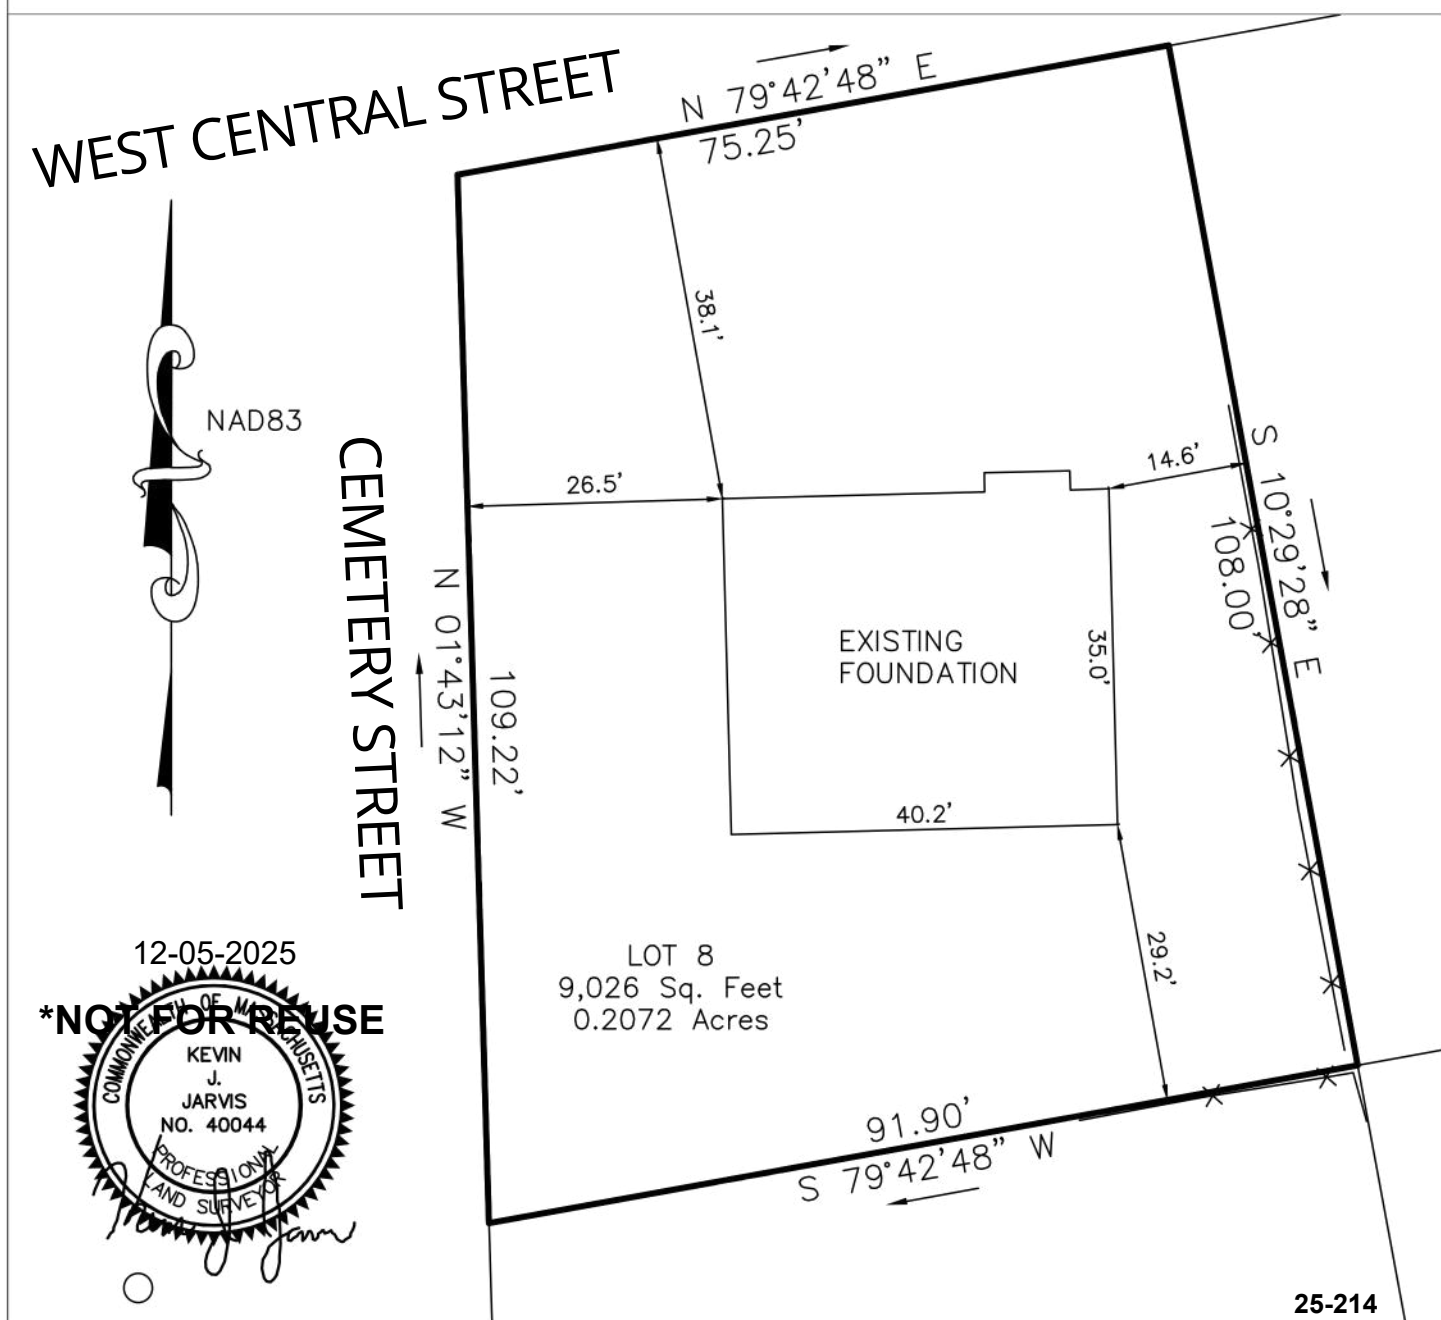 WEST CENTRAL STREET
N 79°42'48" E
75.25'
38.1'
NAD83
CEMETERY STREET
26.5'
14.6'
S 10°29'28" E
108.00'
N 01°43'12" W
109.22'
EXISTING
FOUNDATION
35.0'
40.2'
29.2'
LOT 8
9,026 Sq. Feet
0.2072 Acres
91.90'
S 79°42'48" W
12-05-2025
*NOT FOR REUSE
COMMONWEALTH OF MASSACHUSETTS
KEVIN
J.
JARVIS
NO. 40044
PROFESSIONAL
LAND SURVEYOR
25-214